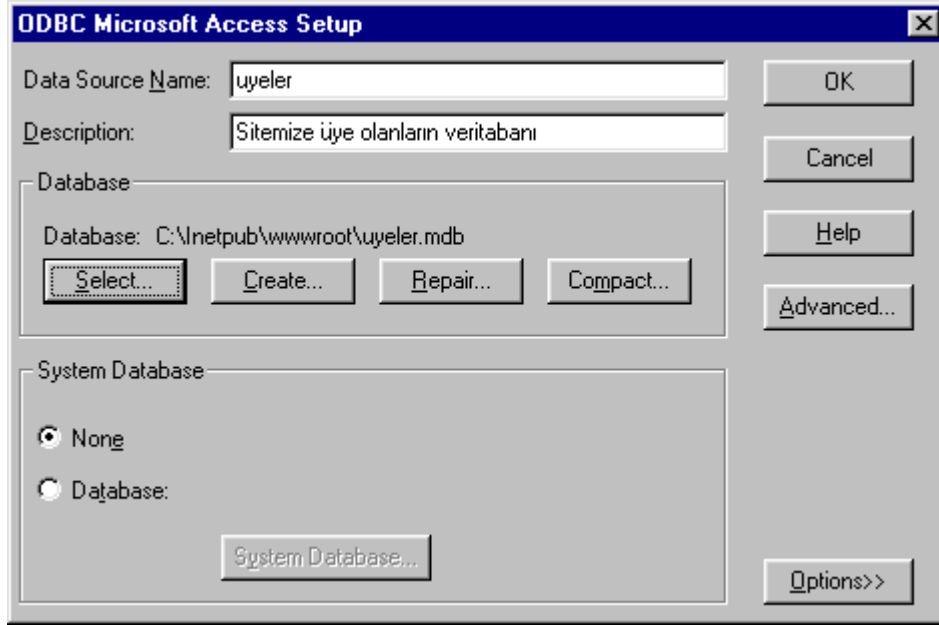 ODBC Microsoft Access Setup
Data Source Name: uyeler
OK
Description: Sitemize üye olanların veritabanı
Cancel
Database
Database: C:\Inetpub\wwwroot\uyeler.mdb
Help
Select... Create... Repair... Compact...
Advanced...
System Database
None
Database:
System Database...
Options>>